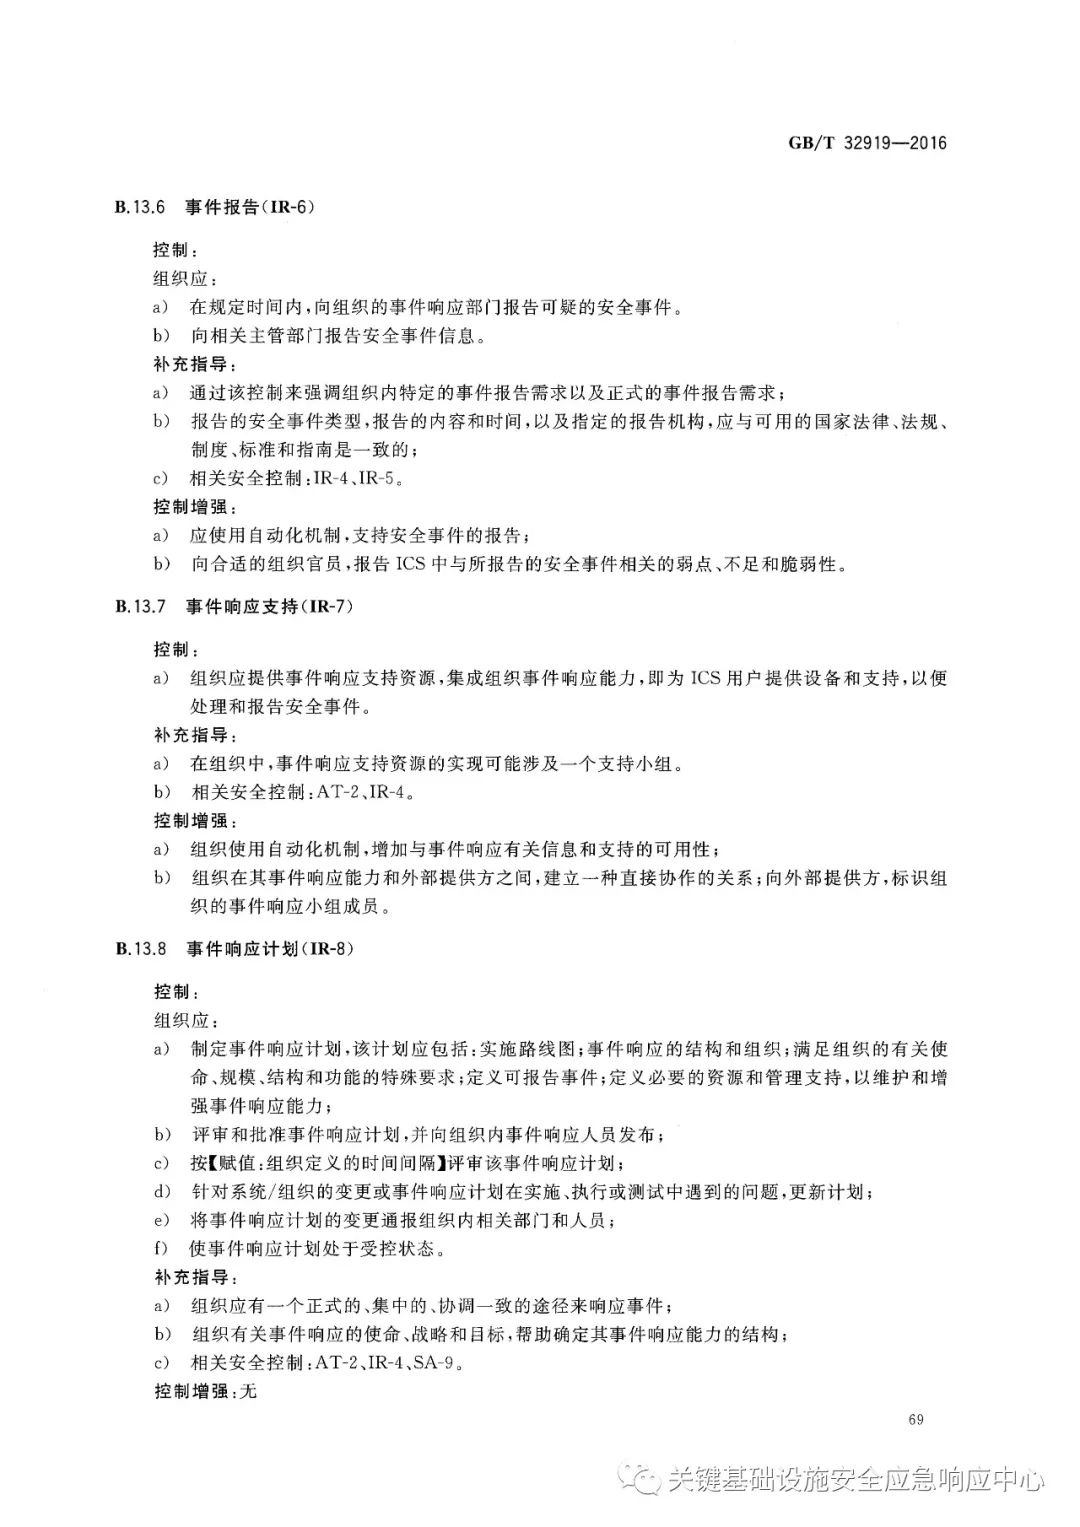 GB/T 32919—2016
B.13.6 事件报告(IR-6)
控制:
组织应:
a) 在规定时间内,向组织的事件响应部门报告可疑的安全事件。
b) 向相关主管部门报告安全事件信息。
补充指导:
a) 通过该控制来强调组织内特定的事件报告需求以及正式的事件报告需求;
b) 报告的安全事件类型,报告的内容和时间,以及指定的报告机构,应与可用的国家法律、法规、
制度、标准和指南是一致的;
c) 相关安全控制:IR-4、IR-5。
控制增强:
a) 应使用自动化机制,支持安全事件的报告;
b) 向合适的组织官员,报告 ICS 中与所报告的安全事件相关的弱点、不足和脆弱性。
B.13.7 事件响应支持(IR-7)
控制:
a) 组织应提供事件响应支持资源,集成组织事件响应能力,即为 ICS 用户提供设备和支持,以便
处理和报告安全事件。
补充指导:
a) 在组织中,事件响应支持资源的实现可能涉及一个支持小组。
b) 相关安全控制:AT-2、IR-4。
控制增强:
a) 组织使用自动化机制,增加与事件响应有关信息和支持的可用性;
b) 组织在其事件响应能力和外部提供方之间,建立一种直接协作的关系;向外部提供方,标识组
织的事件响应小组成员。
B.13.8 事件响应计划(IR-8)
控制:
组织应:
a) 制定事件响应计划,该计划应包括:实施路线图;事件响应的结构和组织;满足组织的有关使
命、规模、结构和功能的特殊要求;定义可报告事件;定义必要的资源和管理支持,以维护和增
强事件响应能力;
b) 评审和批准事件响应计划,并向组织内事件响应人员发布;
c) 按【赋值:组织定义的时间间隔】评审该事件响应计划;
d) 针对系统/组织的变更或事件响应计划在实施、执行或测试中遇到的问题,更新计划;
e) 将事件响应计划的变更通报组织内相关部门和人员;
f) 使事件响应计划处于受控状态。
补充指导:
a) 组织应有一个正式的、集中的、协调一致的途径来响应事件;
b) 组织有关事件响应的使命、战略和目标,帮助确定其事件响应能力的结构;
c) 相关安全控制:AT-2、IR-4、SA-9。
控制增强:无
69
关键基础设施安全应急响应中心